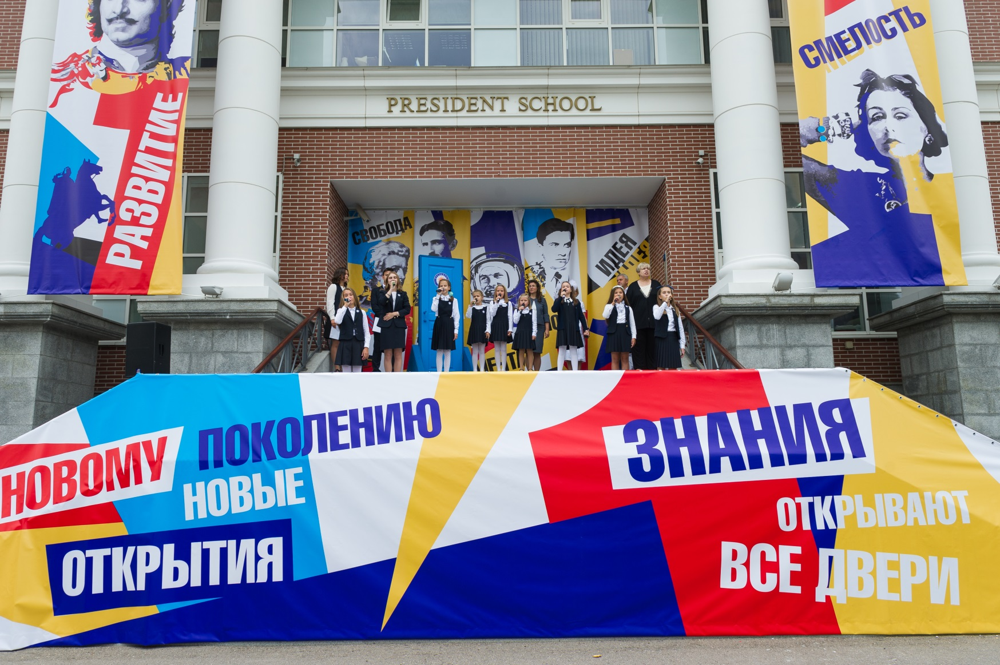 РАЗВИТИЕ
СМЕЛОСТЬ
PRESIDENT SCHOOL
СВОБОДА
ИДЕЯ
НОВОМУ
ПОКОЛЕНИЮ
НОВЫЕ
ОТКРЫТИЯ
ЗНАНИЯ
ОТКРЫВАЮТ
ВСЕ ДВЕРИ